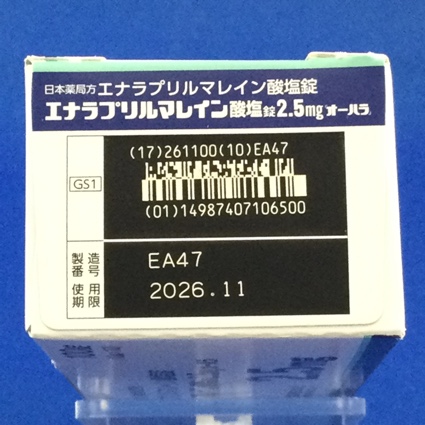 日本薬局方 エナラプリルマレイン酸塩錠
エナラプリルマレイン酸塩錠2.5mg オーハラ
(17)261100(10)EA47
GS1
(01)14987407106500
製造番号 EA47
使用期限 2026.11